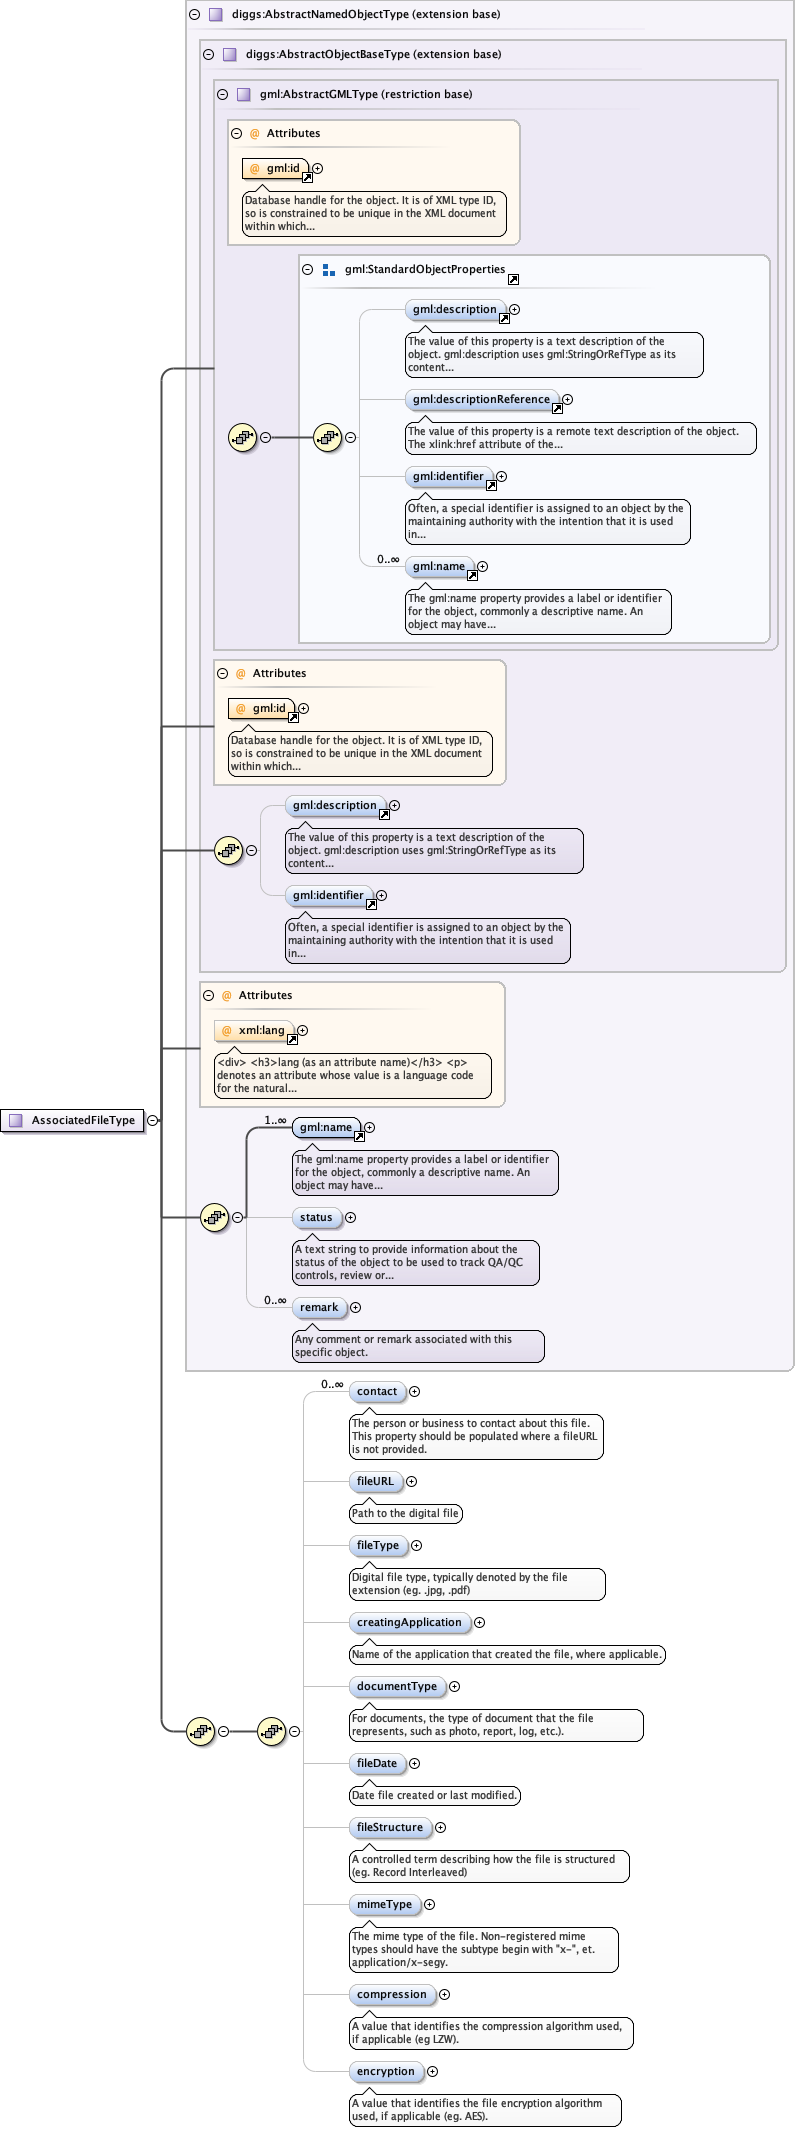 diggs:AbstractNamedObjectType (extension base)
diggs:AbstractObjectBaseType (extension base)
gml:AbstractGMLType (restriction base)
@ Attributes
@ gml:id
Database handle for the object. It is of XML type ID,
so is constrained to be unique in the XML document
within which...
gml:StandardObjectProperties
gml:description
The value of this property is a text description of the
object. gml:description uses gml:StringOrRefType as its
content...
gml:descriptionReference
The value of this property is a remote text description of the object.
The xlink:href attribute of the...
gml:identifier
Often, a special identifier is assigned to an object by the
maintaining authority with the intention that it is used
in...
0..∞
gml:name
The gml:name property provides a label or identifier
for the object, commonly a descriptive name. An
object may have...
@ Attributes
@ gml:id
Database handle for the object. It is of XML type ID,
so is constrained to be unique in the XML document
within which...
gml:description
The value of this property is a text description of the
object. gml:description uses gml:StringOrRefType as its
content...
gml:identifier
Often, a special identifier is assigned to an object by the
maintaining authority with the intention that it is used
in...
@ Attributes
@ xml:lang
<div> <h3>lang (as an attribute name)</h3> <p>
denotes an attribute whose value is a language code
for the natural...
AssociatedFileType
1..∞
gml:name
The gml:name property provides a label or identifier
for the object, commonly a descriptive name. An
object may have...
status
A text string to provide information about the
status of the object to be used to track QA/QC
controls, review or...
0..∞
remark
Any comment or remark associated with this
specific object.
0..∞
contact
The person or business to contact about this file.
This property should be populated where a fileURL
is not provided.
fileURL
Path to the digital file
fileType
Digital file type, typically denoted by the file
extension (eg. .jpg, .pdf)
creatingApplication
Name of the application that created the file, where applicable.
documentType
For documents, the type of document that the file
represents, such as photo, report, log, etc.).
fileDate
Date file created or last modified.
fileStructure
A controlled term describing how the file is structured
(eg. Record Interleaved)
mimeType
The mime type of the file. Non-registered mime
types should have the subtype begin with "x-", et.
application/x-segy.
compression
A value that identifies the compression algorithm used,
if applicable (eg LZW).
encryption
A value that identifies the file encryption algorithm
used, if applicable (eg. AES).